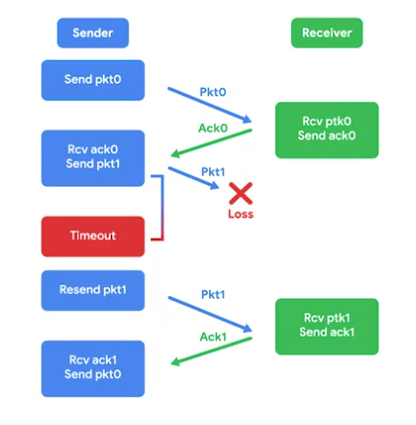 Sender
Receiver
Send pkt0
Pkt0
Rcv ptk0
Send ack0
Ack0
Rcv ack0
Send pkt1
Pkt1
Loss
Timeout
Resend pkt1
Pkt1
Rcv ptk1
Send ack1
Ack1
Rcv ack1
Send pkt0